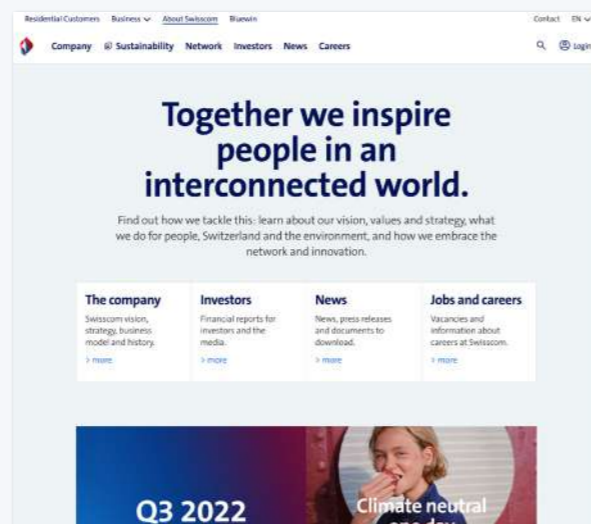 Residential Customers Business About Swisscom Bluewin Contact EN
Company Sustainability Network Investors News Careers Login
Together we inspire
people in an
interconnected world.
Find out how we tackle this: learn about our vision, values and strategy, what
we do for people, Switzerland and the environment, and how we embrace the
network and innovation.
The company
Swisscom vision,
strategy, business
model and history.
> more
Investors
Financial reports for
investors and the
media.
> more
News
News, press releases
and documents to
download.
> more
Jobs and careers
Vacancies and
information about
careers at Swisscom.
> more
Q3 2022
Climate neutral
one day